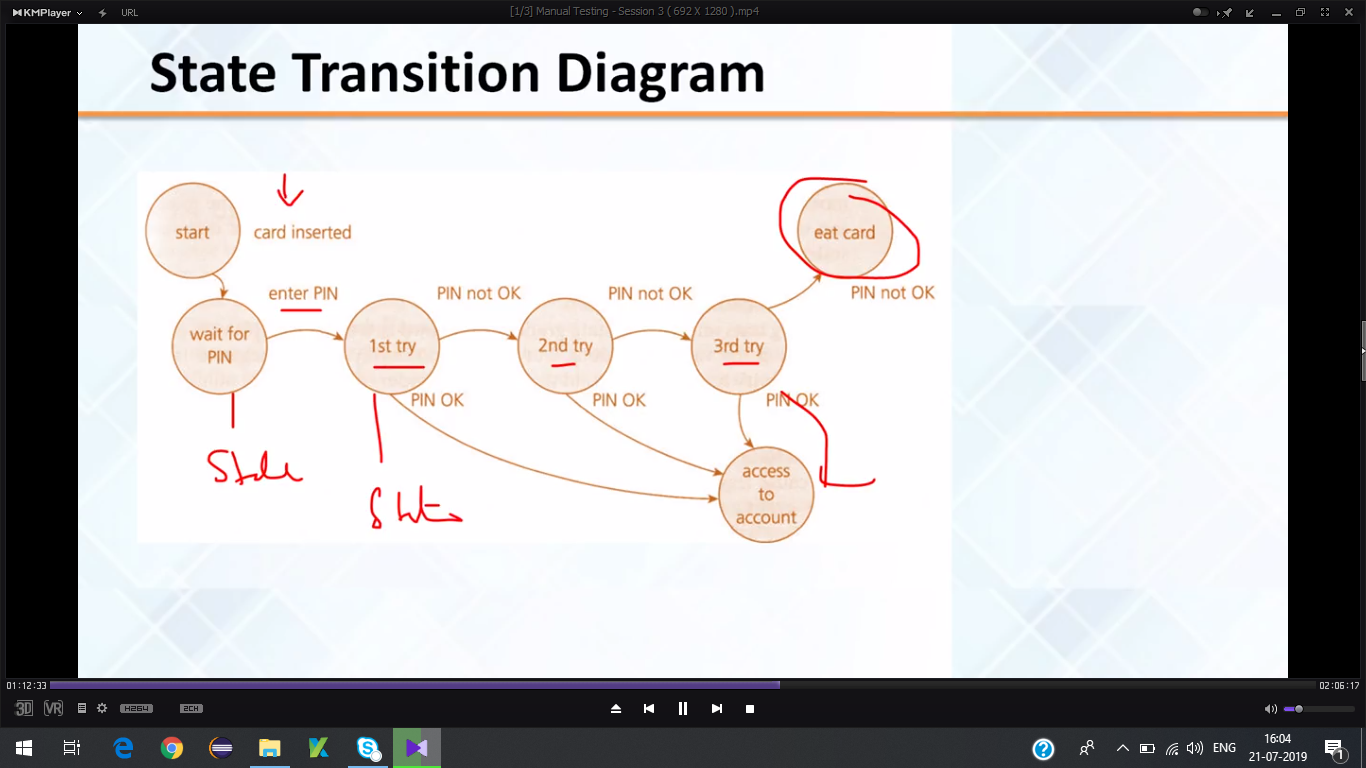 KMPlayer
URL
[1/3] Manual Testing - Session 3 ( 692 X 1280 ).mp4
State Transition Diagram
start
card inserted
eat card
enter PIN
PIN not OK
PIN not OK
PIN not OK
wait for
PIN
1st try
2nd try
3rd try
PIN OK
PIN OK
PIN OK
access
to
account
State
01:12:33
02:06:17
3D
VR
H264
2CH
ENG
16:04
21-07-2019
1